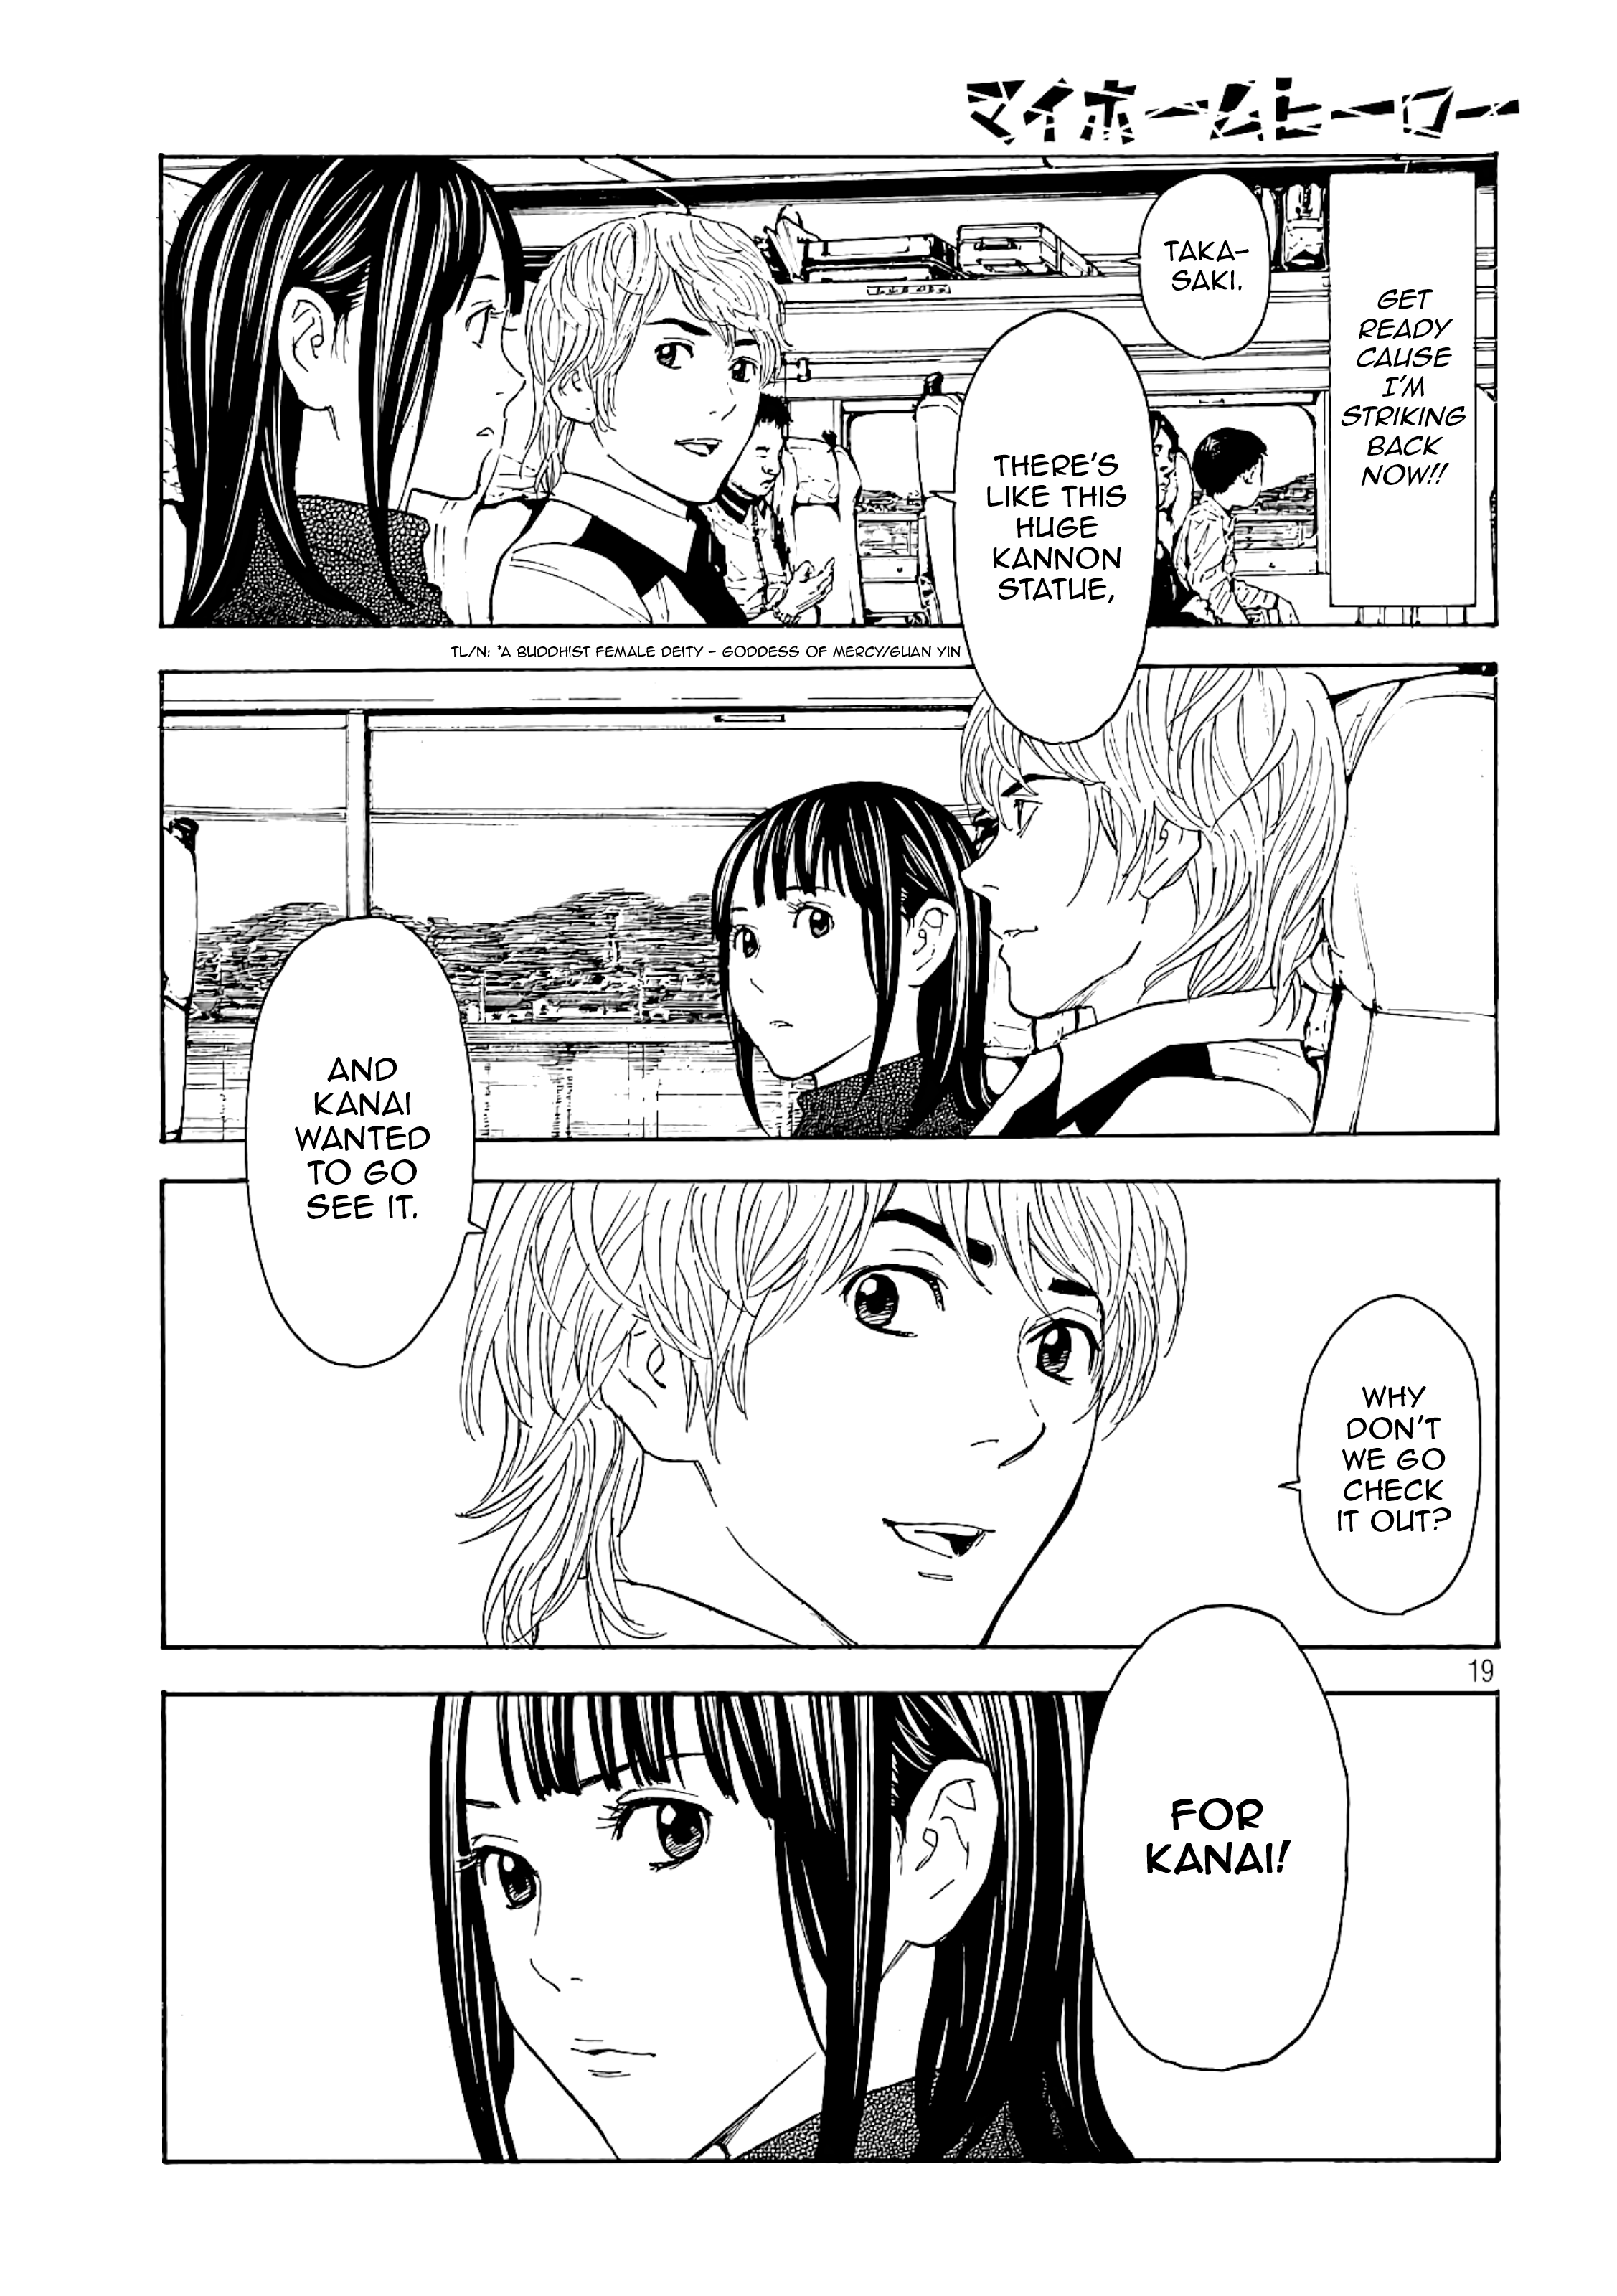 マイホームヒーロー
GET
READY
CAUSE
I'M
STRIKING
BACK
NOW!!
TAKA-
SAKI.
THERE'S
LIKE THIS
HUGE
KANNON
STATUE,
TL/N: *A BUDDHIST FEMALE DEITY - GODDESS OF MERCY/GUAN YIN
AND
KANAI
WANTED
TO GO
SEE IT.
WHY
DON'T
WE GO
CHECK
IT OUT?
19
FOR
KANAI!